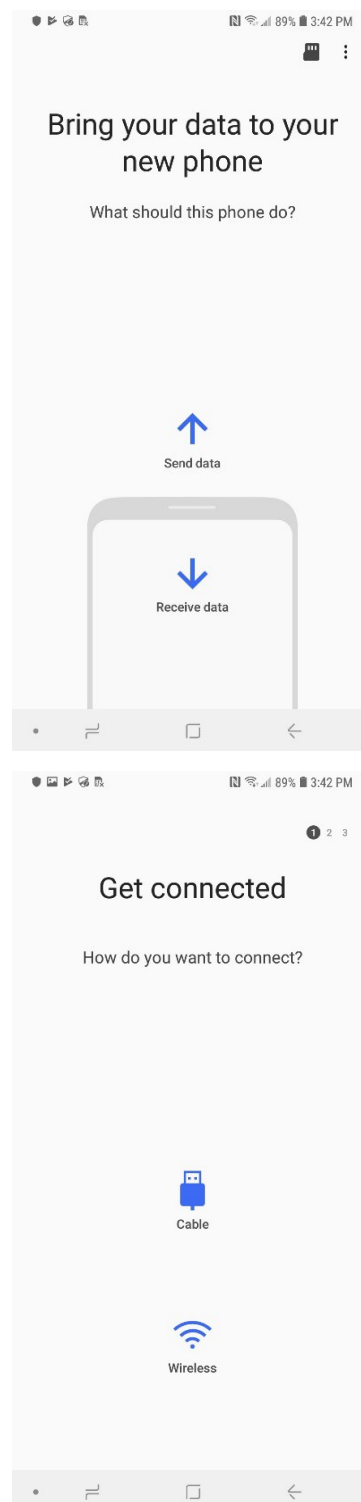 89% 3:42 PM
Bring your data to your
new phone
What should this phone do?
Send data
Receive data
89% 3:42 PM
1 2 3
Get connected
How do you want to connect?
Cable
Wireless